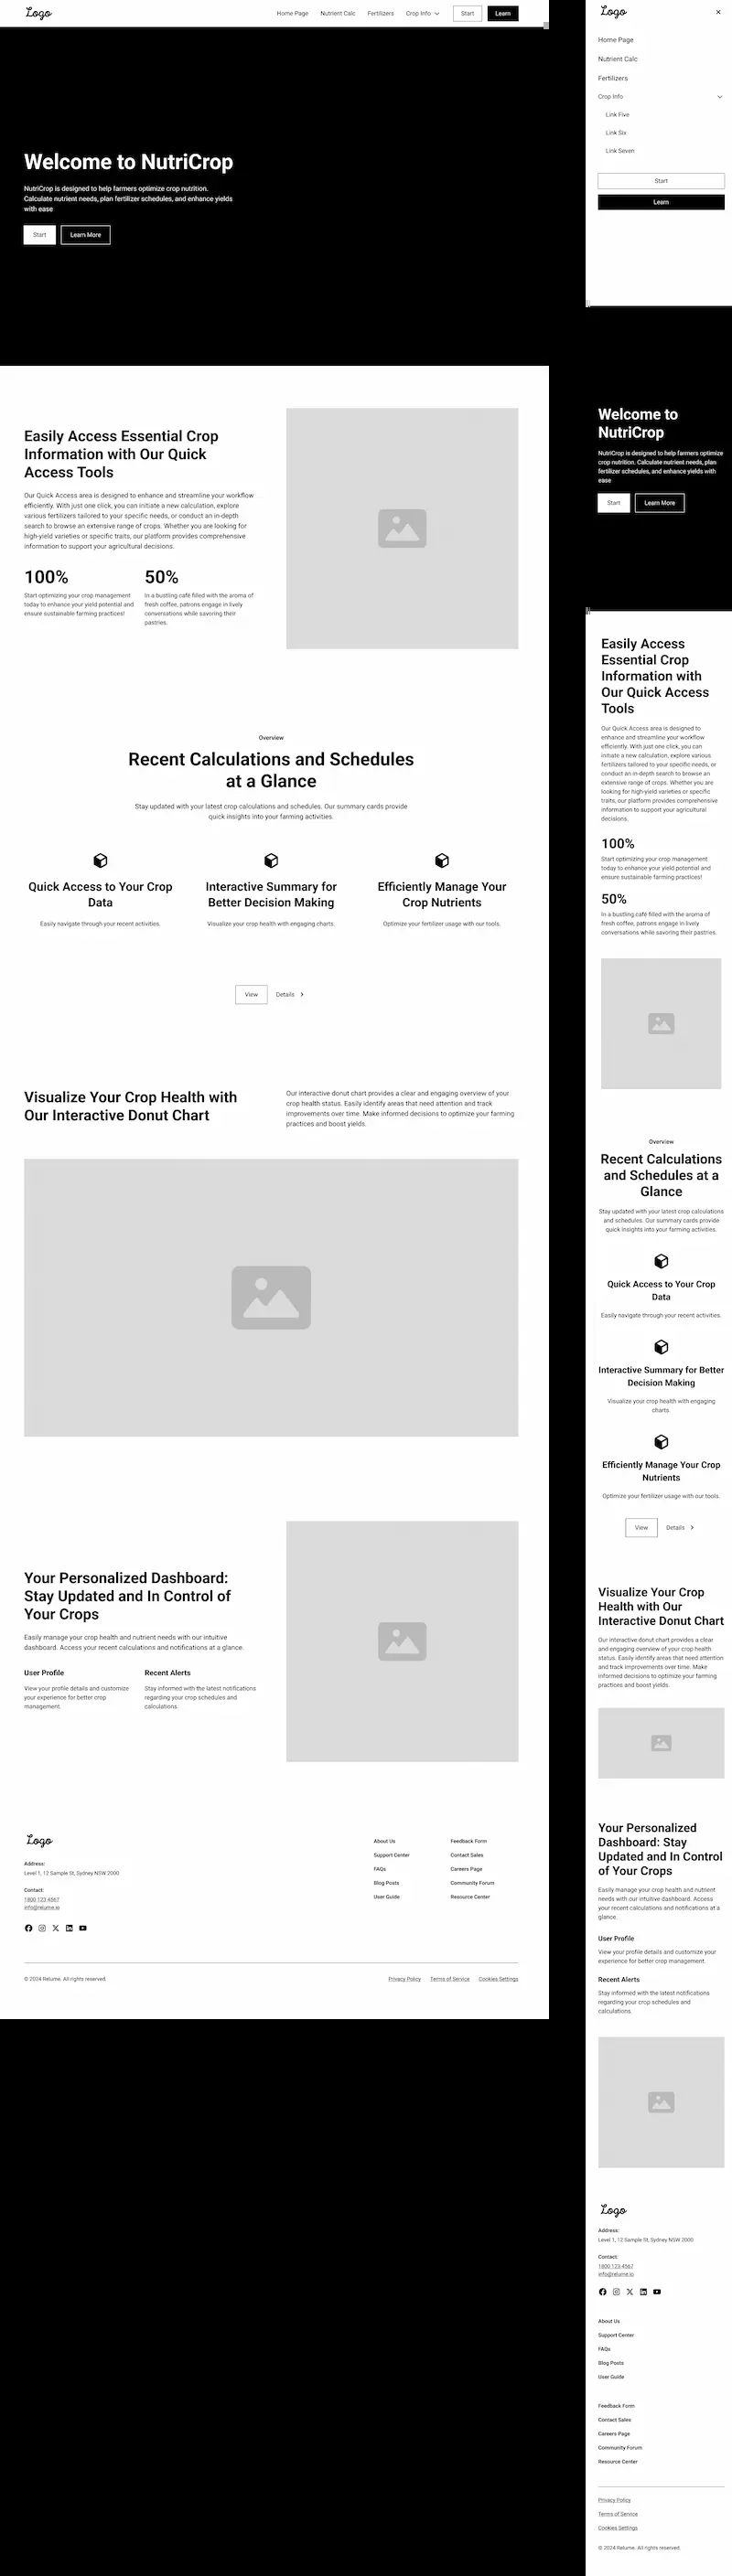 Logo
Home Page Nutrient Calc Fertilizers Crop Info Start Learn
Welcome to NutriCrop
NutriCrop is designed to help farmers optimize crop nutrition.
Calculate nutrient needs, plan fertilizer schedules, and enhance yields
with ease
Start Learn More
Easily Access Essential Crop
Information with Our Quick
Access Tools
Our Quick Access area is designed to enhance and streamline your workflow
efficiently. With just one click, you can initiate a new calculation, explore
various fertilizers tailored to your specific needs, or conduct an in-depth
search to browse an extensive range of crops. Whether you are looking for
high-yield varieties or specific traits, our platform provides comprehensive
information to support your agricultural decisions.
100%
Start optimizing your crop management
today to enhance your yield potential and
ensure sustainable farming practices!
50%
In a bustling café filled with the aroma of
fresh coffee, patrons engage in lively
conversations while savoring their
pastries.
Overview
Recent Calculations and Schedules
at a Glance
Stay updated with your latest crop calculations and schedules. Our summary cards provide
quick insights into your farming activities.
Quick Access to Your Crop
Data
Easily navigate through your recent activities.
Interactive Summary for
Better Decision Making
Visualize your crop health with engaging charts.
Efficiently Manage Your
Crop Nutrients
Optimize your fertilizer usage with our tools.
View Details
Visualize Your Crop Health with
Our Interactive Donut Chart
Our interactive donut chart provides a clear and engaging overview of your
crop health status. Easily identify areas that need attention and track
improvements over time. Make informed decisions to optimize your farming
practices and boost yields.
Your Personalized Dashboard:
Stay Updated and In Control of
Your Crops
Easily manage your crop health and nutrient needs with our intuitive
dashboard. Access your recent calculations and notifications at a glance.
User Profile
View your profile details and customize
your experience for better crop
management.
Recent Alerts
Stay informed with the latest notifications
regarding your crop schedules and
calculations.
Logo
Address:
Level 1, 12 Sample St, Sydney NSW 2000
Contact:
1800 123 4567
info@relume.io
About Us
Support Center
FAQs
Blog Posts
User Guide
Feedback Form
Contact Sales
Careers Page
Community Forum
Resource Center
© 2024 Relume. All rights reserved.
Privacy Policy Terms of Service Cookies Settings
Logo
Home Page
Nutrient Calc
Fertilizers
Crop Info
Link Five
Link Six
Link Seven
Start
Learn
Welcome to
NutriCrop
NutriCrop is designed to help farmers optimize
crop nutrition. Calculate nutrient needs, plan
fertilizer schedules, and enhance yields with
ease
Start Learn More
Easily Access
Essential Crop
Information with
Our Quick Access
Tools
Our Quick Access area is designed to
enhance and streamline your workflow
efficiently. With just one click, you can
initiate a new calculation, explore various
fertilizers tailored to your specific needs, or
conduct an in-depth search to browse an
extensive range of crops. Whether you are
looking for high-yield varieties or specific
traits, our platform provides comprehensive
information to support your agricultural
decisions.
100%
Start optimizing your crop management
today to enhance your yield potential and
ensure sustainable farming practices!
50%
In a bustling café filled with the aroma of
fresh coffee, patrons engage in lively
conversations while savoring their pastries.
Overview
Recent Calculations
and Schedules at a
Glance
Stay updated with your latest crop calculations
and schedules. Our summary cards provide
quick insights into your farming activities.
Quick Access to Your Crop
Data
Easily navigate through your recent activities.
Interactive Summary for Better
Decision Making
Visualize your crop health with engaging
charts.
Efficiently Manage Your Crop
Nutrients
Optimize your fertilizer usage with our tools.
View Details
Visualize Your Crop
Health with Our
Interactive Donut Chart
Our interactive donut chart provides a clear
and engaging overview of your crop health
status. Easily identify areas that need attention
and track improvements over time. Make
informed decisions to optimize your farming
practices and boost yields.
Your Personalized
Dashboard: Stay
Updated and In Control
of Your Crops
Easily manage your crop health and nutrient
needs with our intuitive dashboard. Access
your recent calculations and notifications at a
glance.
User Profile
View your profile details and customize your
experience for better crop management.
Recent Alerts
Stay informed with the latest notifications
regarding your crop schedules and
calculations.
Logo
Address:
Level 1, 12 Sample St, Sydney NSW 2000
Contact:
1800 123 4567
info@relume.io
About Us
Support Center
FAQs
Blog Posts
User Guide
Feedback Form
Contact Sales
Careers Page
Community Forum
Resource Center
Privacy Policy
Terms of Service
Cookies Settings
© 2024 Relume. All rights reserved.